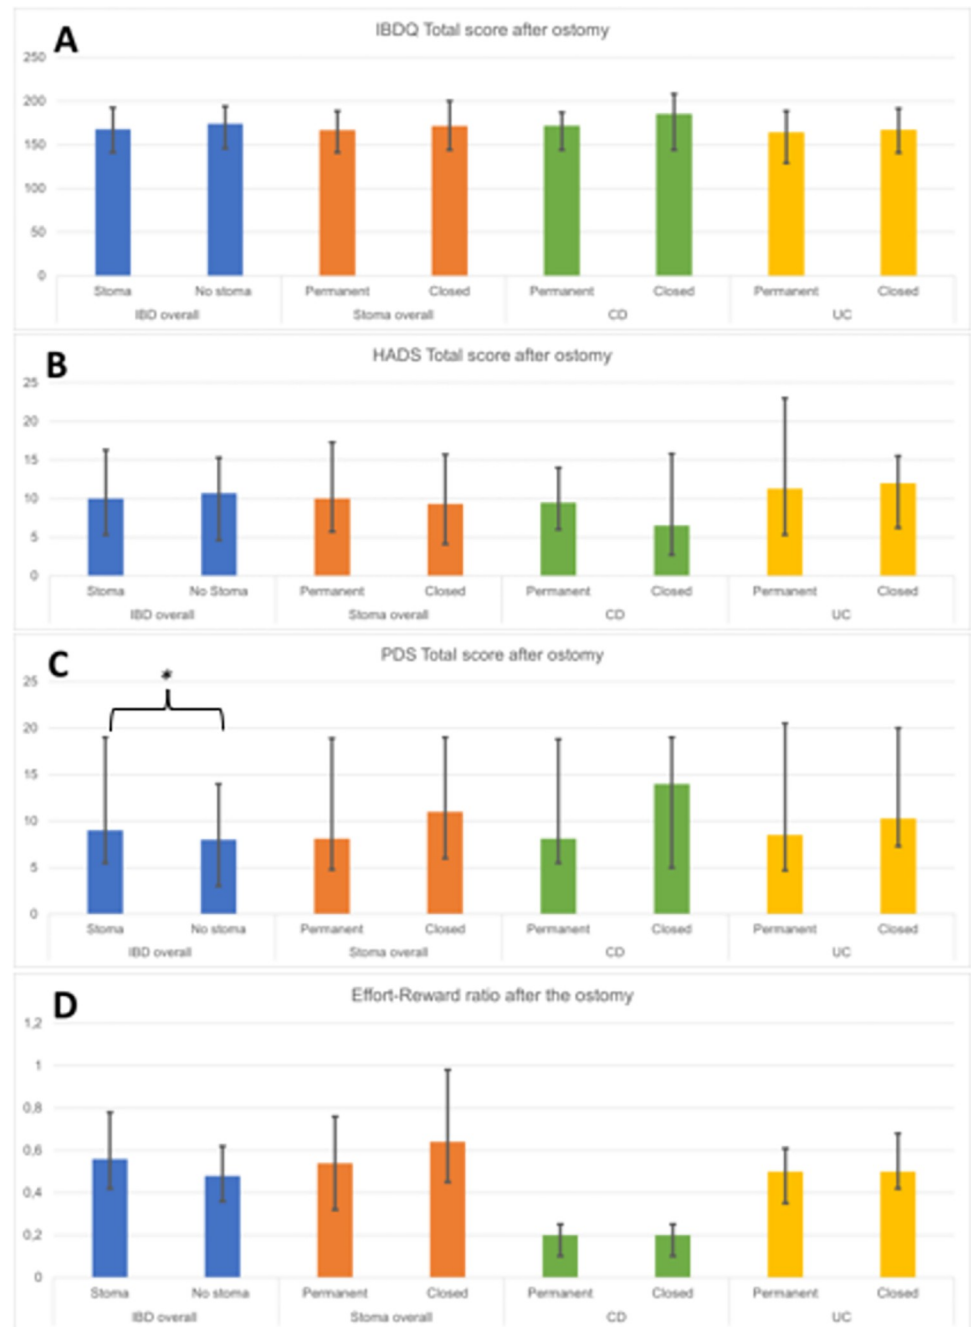 A
IBDQ Total score after ostomy
250
200
150
100
50
0
Stoma No stoma Permanent Closed Permanent Closed Permanent Closed
IBD overall Stoma overall CD UC
B
HADS Total score after ostomy
25
20
15
10
5
0
Stoma No Stoma Permanent Closed Permanent Closed Permanent Closed
IBD overall Stoma overall CD UC
C
PDS Total score after ostomy
*
25
20
15
10
5
0
Stoma No stoma Permanent Closed Permanent Closed Permanent Closed
IBD overall Stoma overall CD UC
D
Effort-Reward ratio after the ostomy
1,2
1
0,8
0,6
0,4
0,2
0
Stoma No stoma Permanent Closed Permanent Closed Permanent Closed
IBD overall Stoma overall CD UC